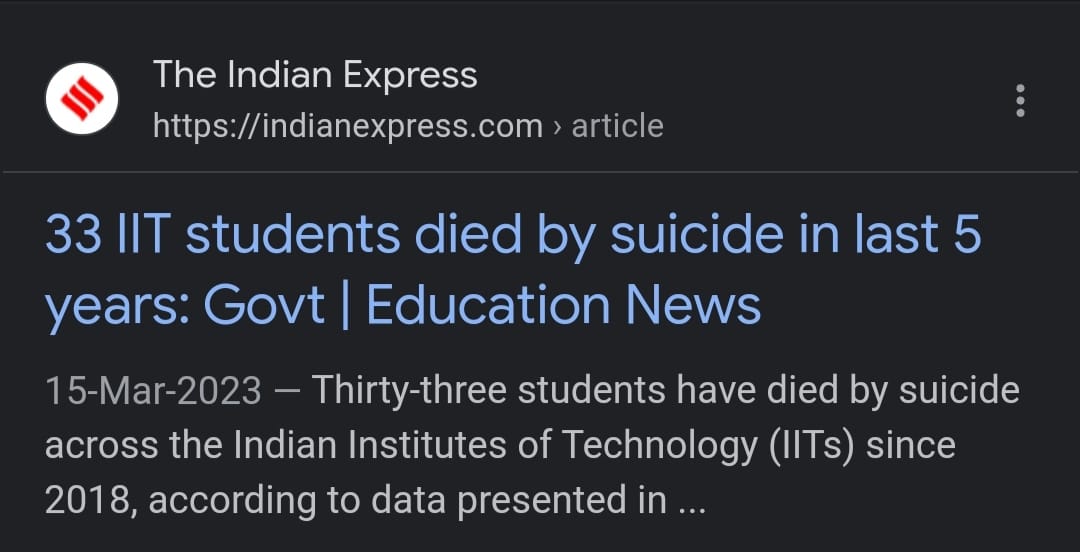 The Indian Express
https://indianexpress.com › article
33 IIT students died by suicide in last 5
years: Govt | Education News
15-Mar-2023 — Thirty-three students have died by suicide
across the Indian Institutes of Technology (IITs) since
2018, according to data presented in ...